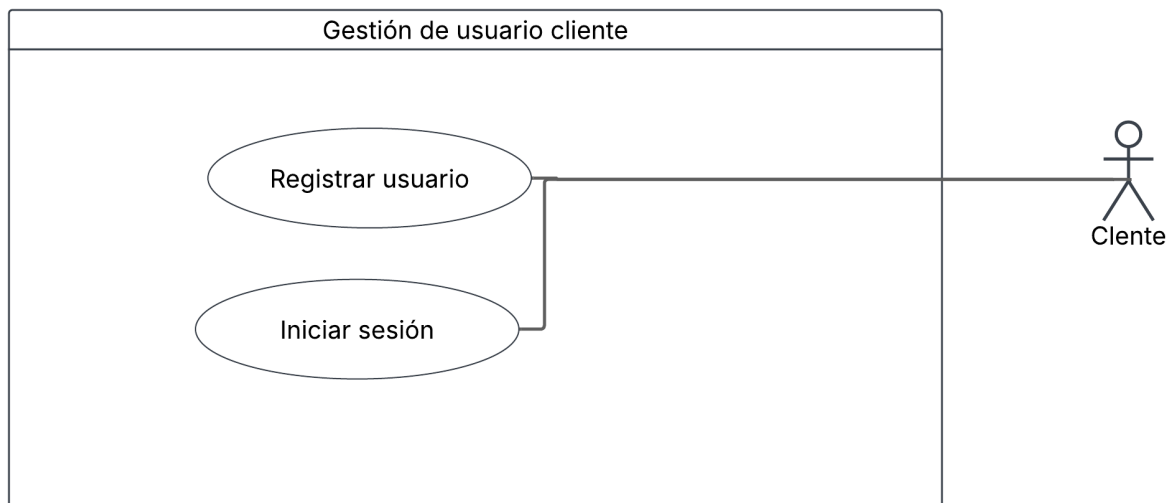 Gestión de usuario cliente
Registrar usuario
Clente
Iniciar sesión